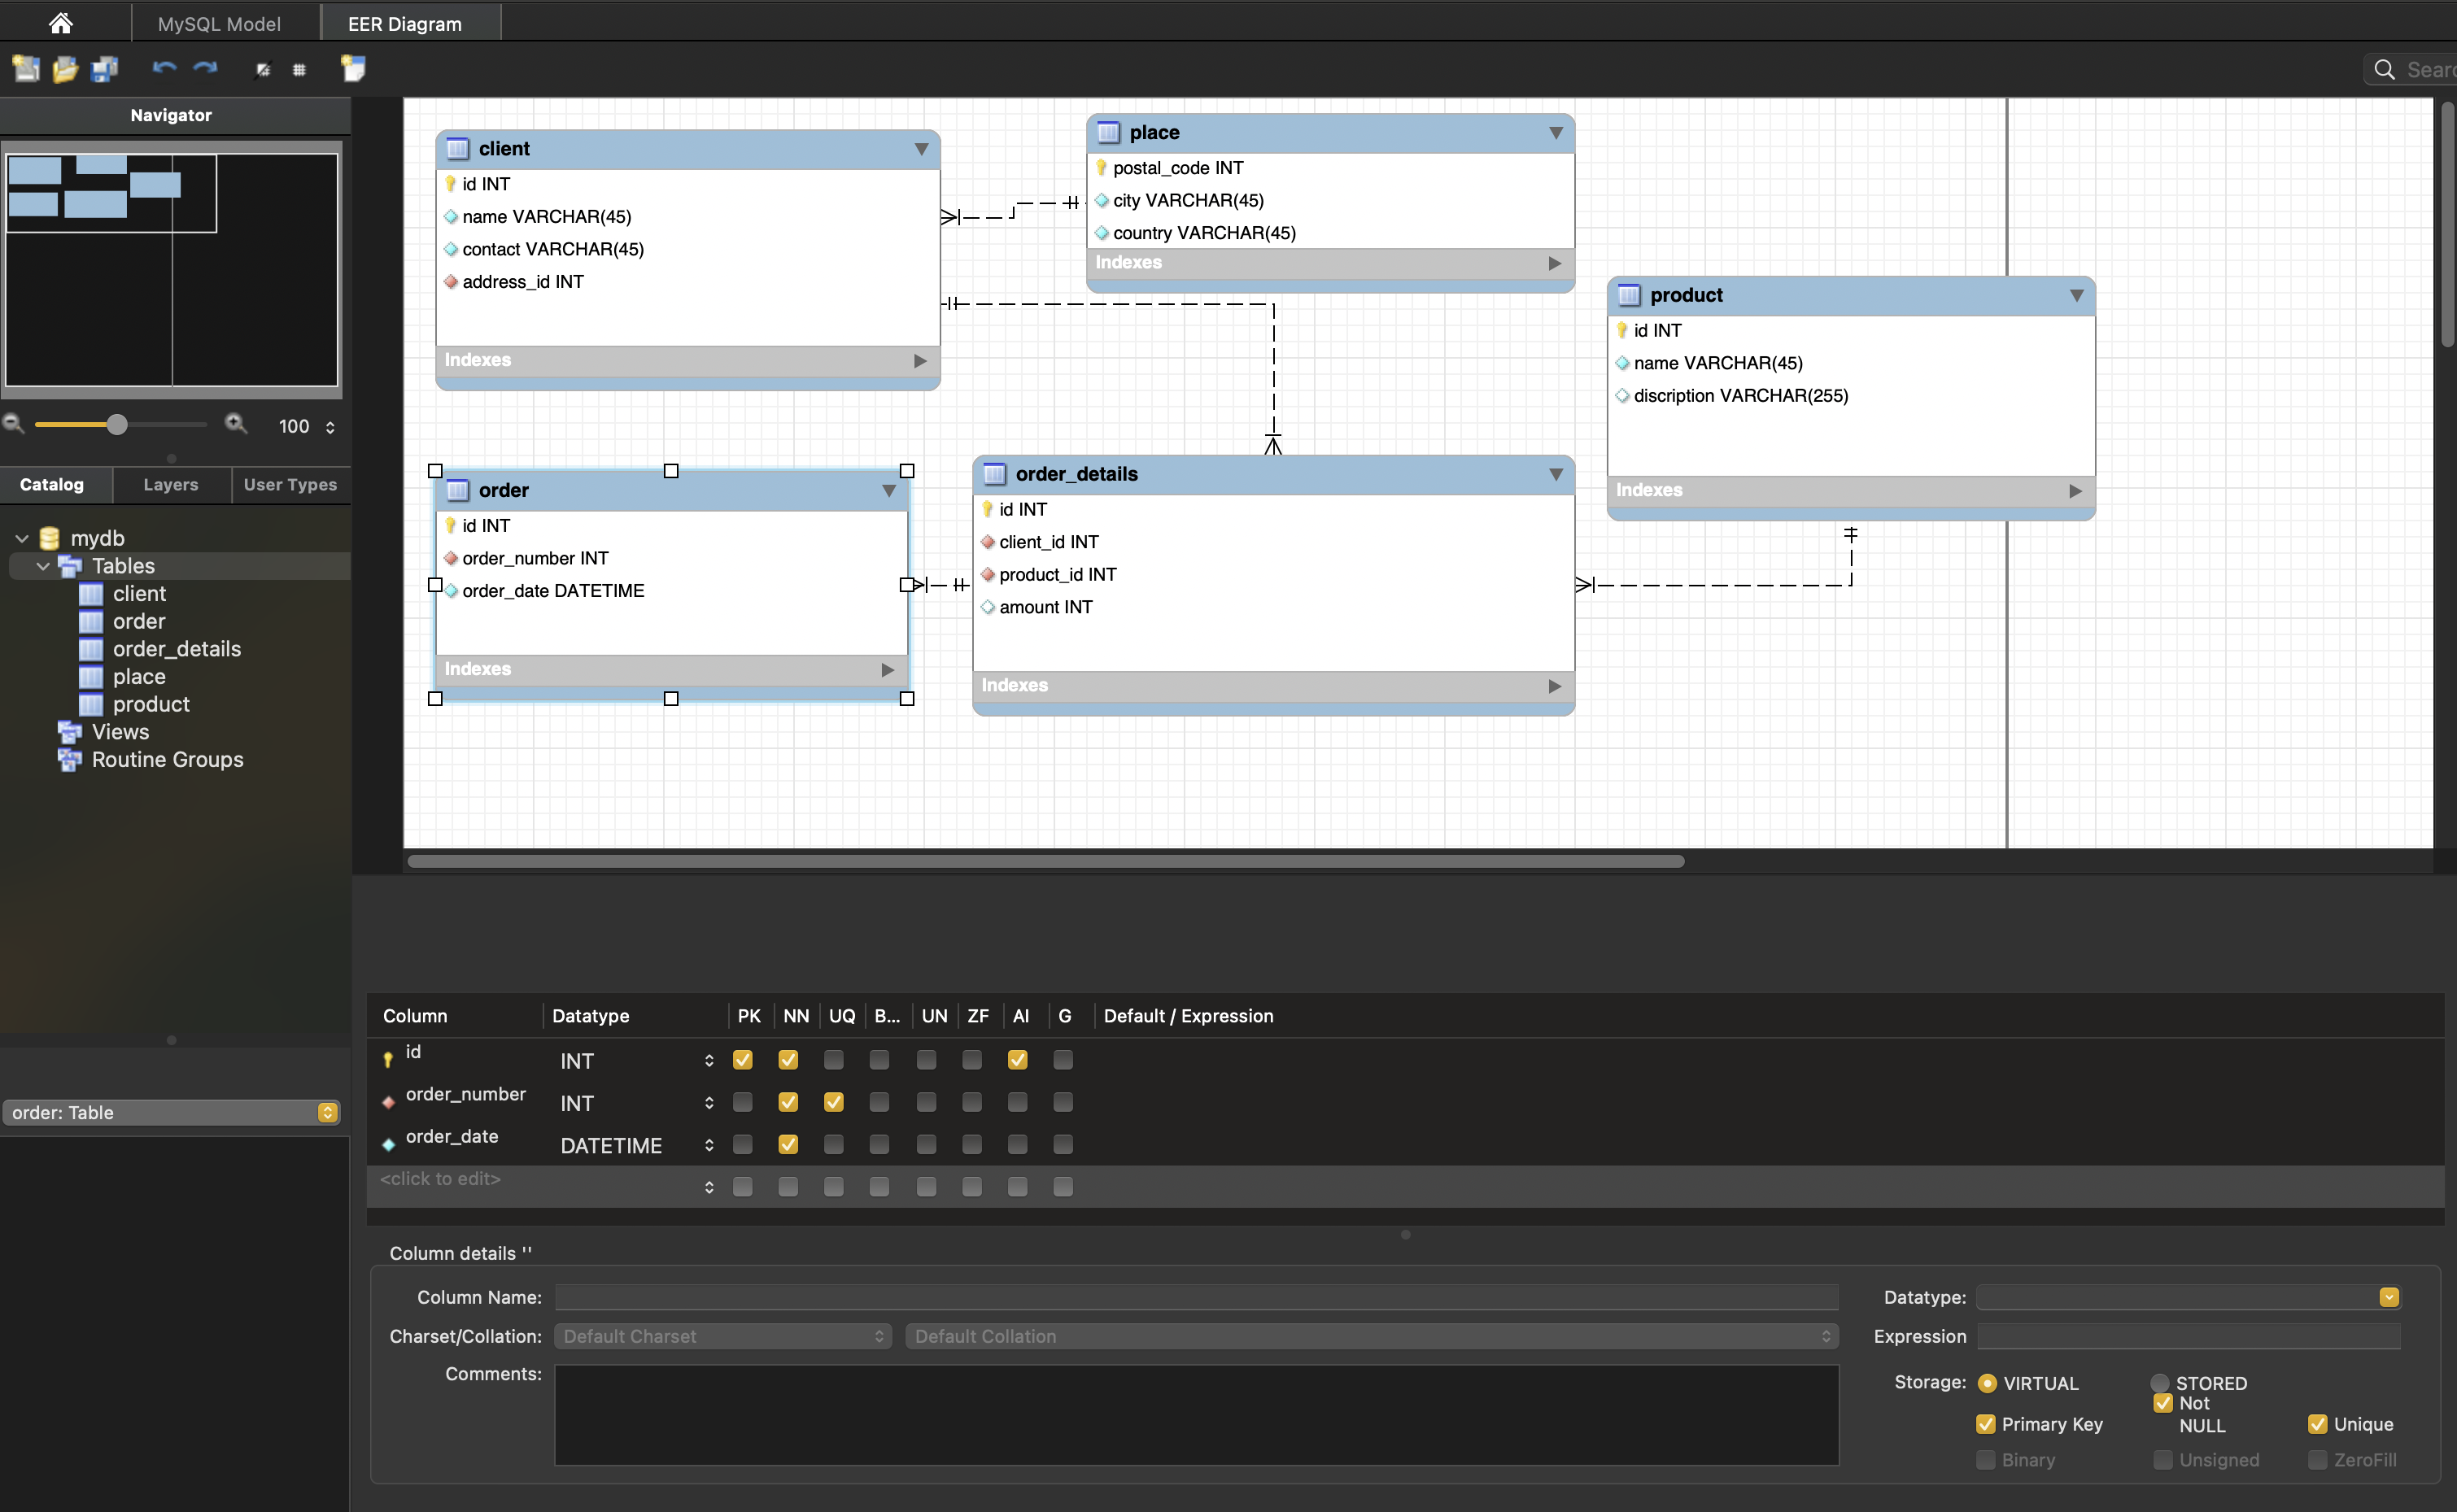 MySQL Model
EER Diagram
Navigator
100
Catalog
Layers
User Types
mydb
Tables
client
order
order_details
place
product
Views
Routine Groups
order: Table
client
id INT
name VARCHAR(45)
contact VARCHAR(45)
address_id INT
Indexes
place
postal_code INT
city VARCHAR(45)
country VARCHAR(45)
Indexes
product
id INT
name VARCHAR(45)
discription VARCHAR(255)
Indexes
order
id INT
order_number INT
order_date DATETIME
Indexes
order_details
id INT
client_id INT
product_id INT
amount INT
Indexes
Column Datatype PK NN UQ B... UN ZF AI G Default / Expression
id INT
order_number INT
order_date DATETIME
<click to edit>
Column details ''
Column Name:
Datatype:
Charset/Collation: Default Charset Default Collation
Expression
Comments:
Storage: VIRTUAL STORED
Primary Key
Not
NULL
Unique
Binary
Unsigned
ZeroFill